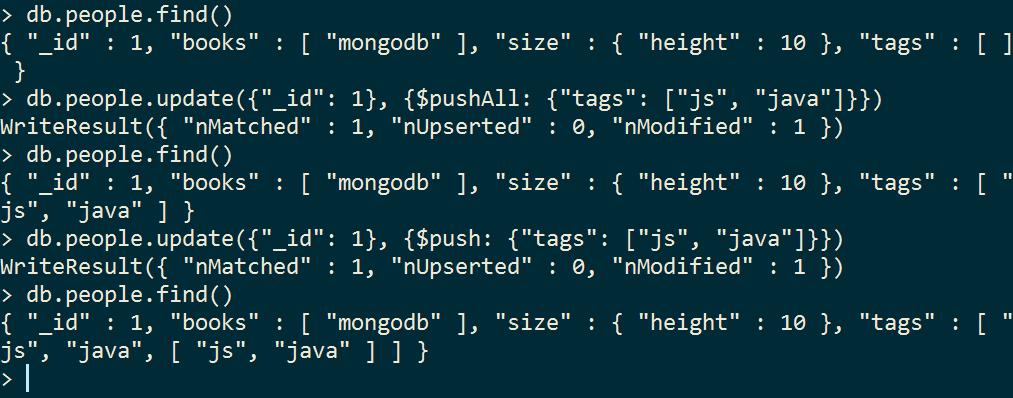 > db.people.find()
{ "_id" : 1, "books" : [ "mongodb" ], "size" : { "height" : 10 }, "tags" : [ ]
 }
> db.people.update({"_id": 1}, {$pushAll: {"tags": ["js", "java"]}})
WriteResult({ "nMatched" : 1, "nUpserted" : 0, "nModified" : 1 })
> db.people.find()
{ "_id" : 1, "books" : [ "mongodb" ], "size" : { "height" : 10 }, "tags" : [ "
js", "java" ] }
> db.people.update({"_id": 1}, {$push: {"tags": ["js", "java"]}})
WriteResult({ "nMatched" : 1, "nUpserted" : 0, "nModified" : 1 })
> db.people.find()
{ "_id" : 1, "books" : [ "mongodb" ], "size" : { "height" : 10 }, "tags" : [ "
js", "java", [ "js", "java" ] ] }
>